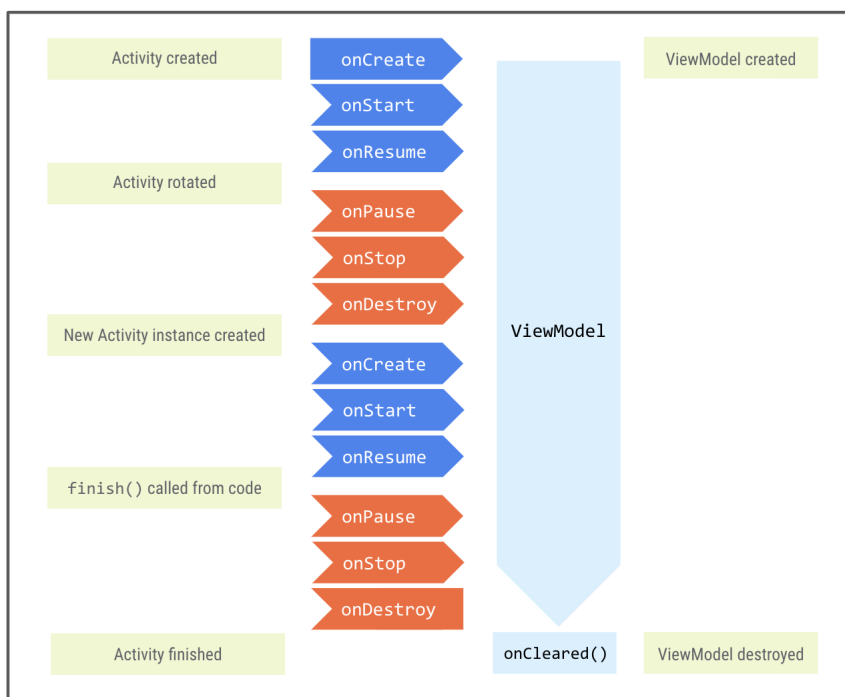 Activity created
onCreate
ViewModel created
onStart
onResume
Activity rotated
onPause
onStop
onDestroy
New Activity instance created
ViewModel
onCreate
onStart
onResume
finish() called from code
onPause
onStop
onDestroy
Activity finished
onCleared()
ViewModel destroyed